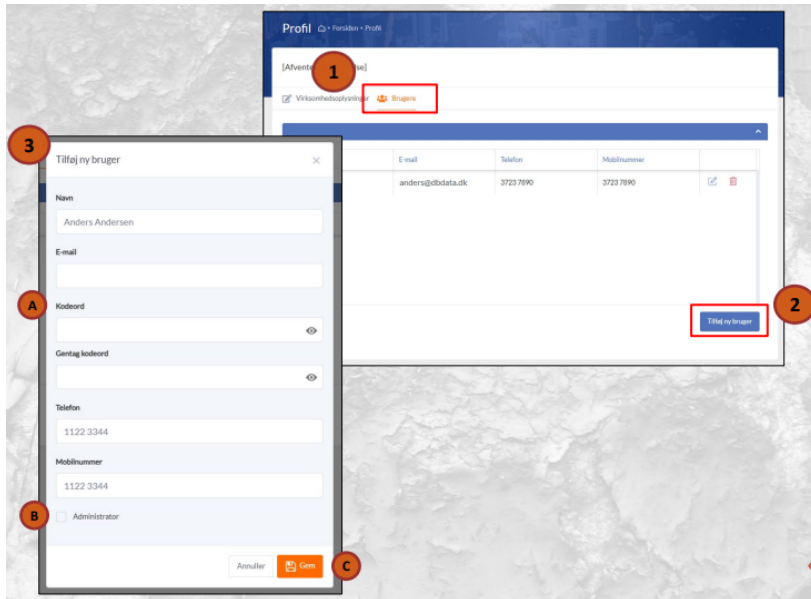 Profil Forsiden • Profil
1
[Afvente
Virksomhedsoplysninger Brugere
E-mail Telefon Mobilnummer
anders@dbdata.dk 3723 7890 3723 7890
2
Tilføj ny bruger
3
Tilføj ny bruger
Navn
Anders Andersen
E-mail
A
Kodeord
Gentag kodeord
Telefon
1122 3344
Mobilnummer
1122 3344
B
Administrator
Annuller Gem
C